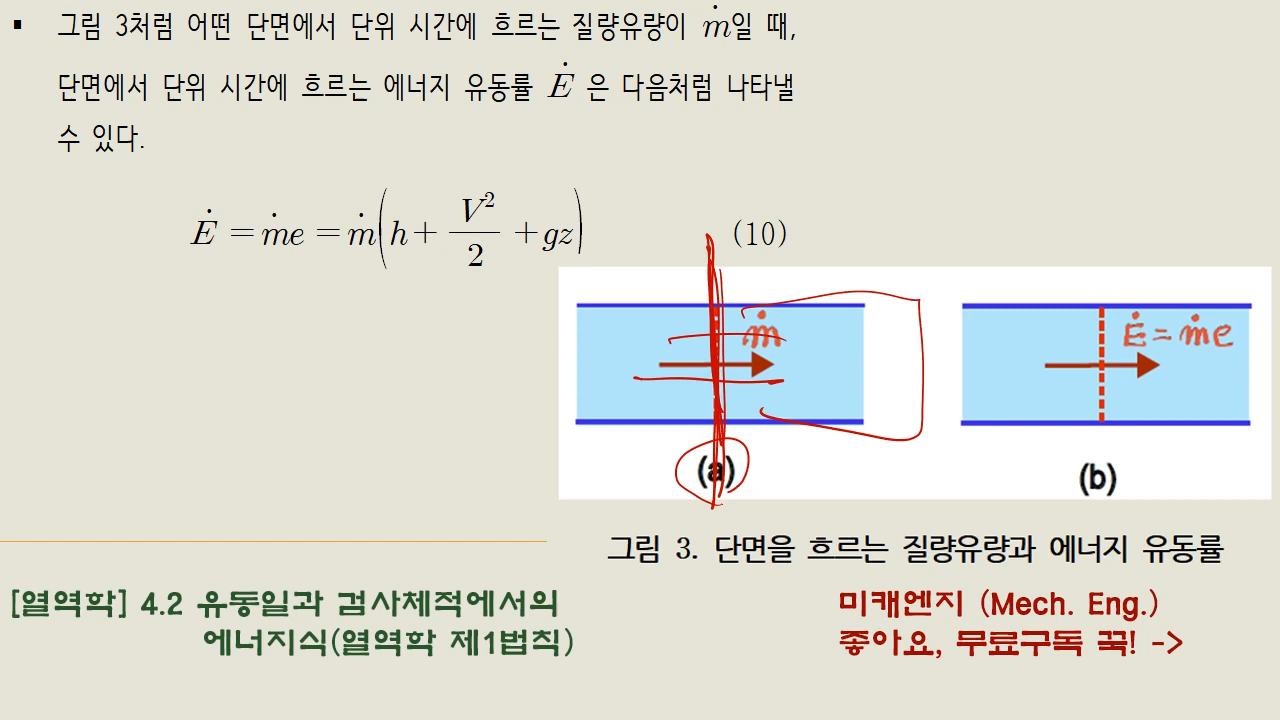 ▪ 그림 3처럼 어떤 단면에서 단위 시간에 흐르는 질량유량이 ṁ일 때,
단면에서 단위 시간에 흐르는 에너지 유동률 Ė 은 다음처럼 나타낼
수 있다.
Ė = ṁe = ṁ(h + V²/2 + gz) (10)
ṁ
Ė = ṁe
(a)
(b)
그림 3. 단면을 흐르는 질량유량과 에너지 유동률
[열역학] 4.2 유동일과 검사체적에서의
에너지식(열역학 제1법칙)
미캐엔지 (Mech. Eng.)
좋아요, 무료구독 꾹! ->